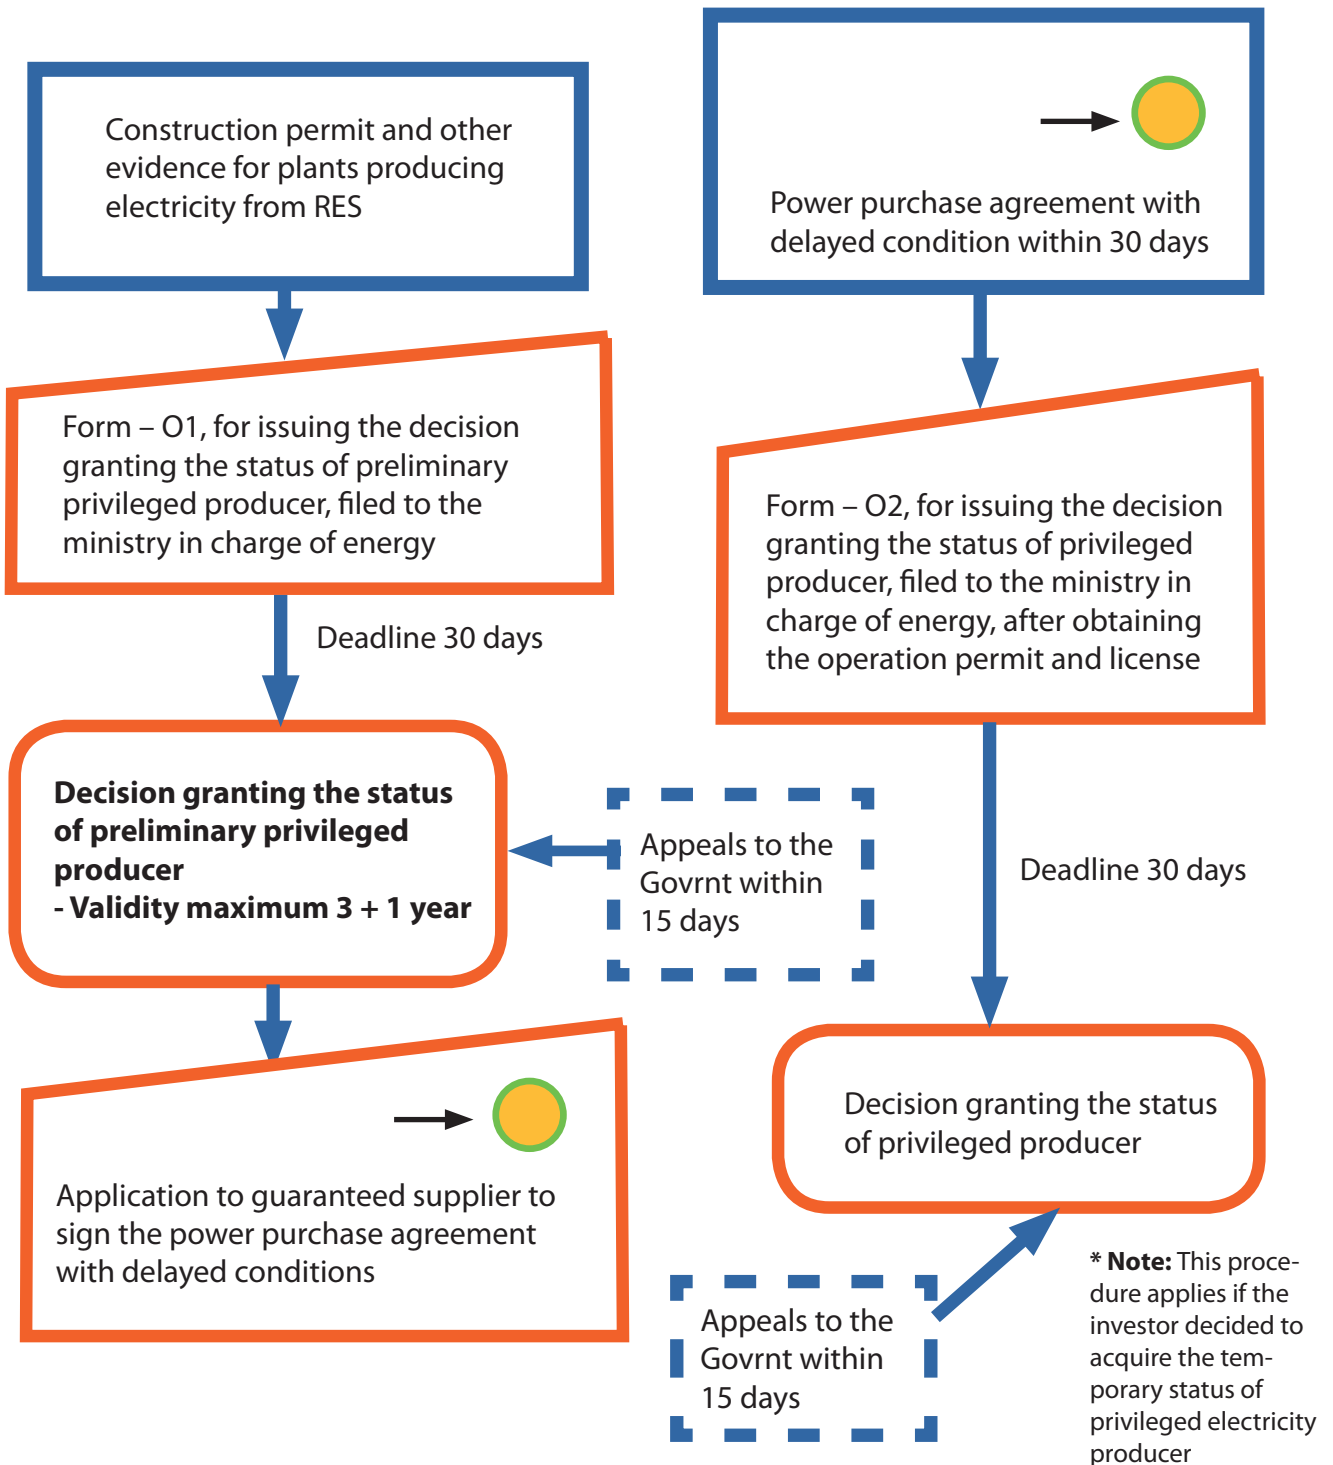 Construction permit and other
evidence for plants producing
electricity from RES
Form – O1, for issuing the decision
granting the status of preliminary
privileged producer, filed to the
ministry in charge of energy
Deadline 30 days
Decision granting the status
of preliminary privileged
producer
- Validity maximum 3 + 1 year
Appeals to the
Govrnt within
15 days
Application to guaranteed supplier to
sign the power purchase agreement
with delayed conditions
Power purchase agreement with
delayed condition within 30 days
Form – O2, for issuing the decision
granting the status of privileged
producer, filed to the ministry in
charge of energy, after obtaining
the operation permit and license
Deadline 30 days
Decision granting the status
of privileged producer
Appeals to the
Govrnt within
15 days
* Note: This proce-
dure applies if the
investor decided to
acquire the tem-
porary status of
privileged electricity
producer